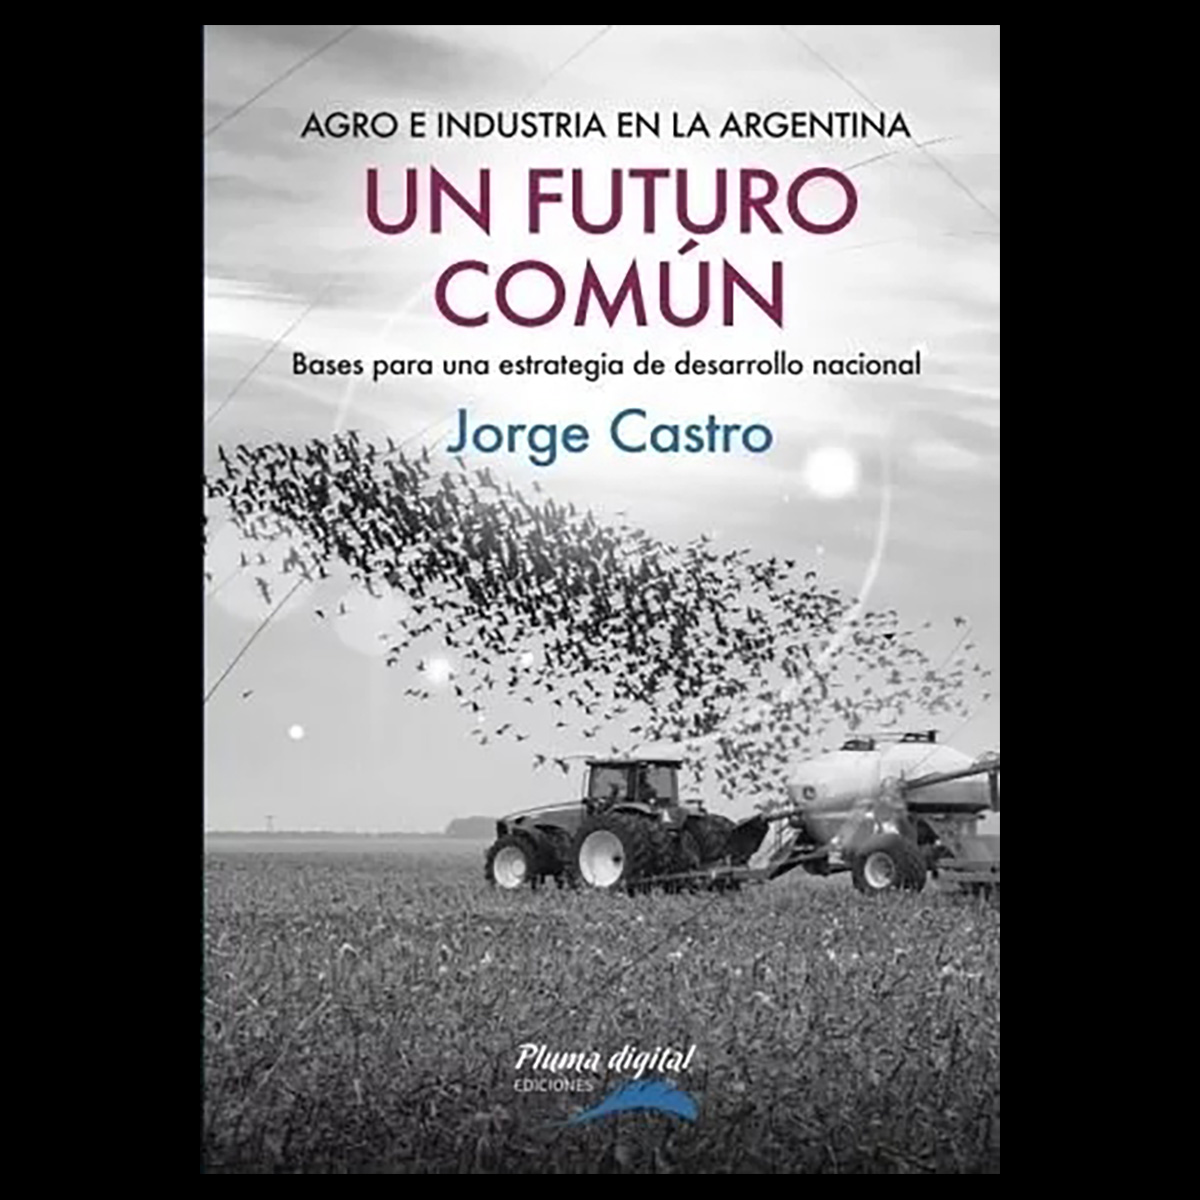 AGRO E INDUSTRIA EN LA ARGENTINA
UN FUTURO
COMÚN
Bases para una estrategia de desarrollo nacional
Jorge Castro
Pluma digital
EDICIONES